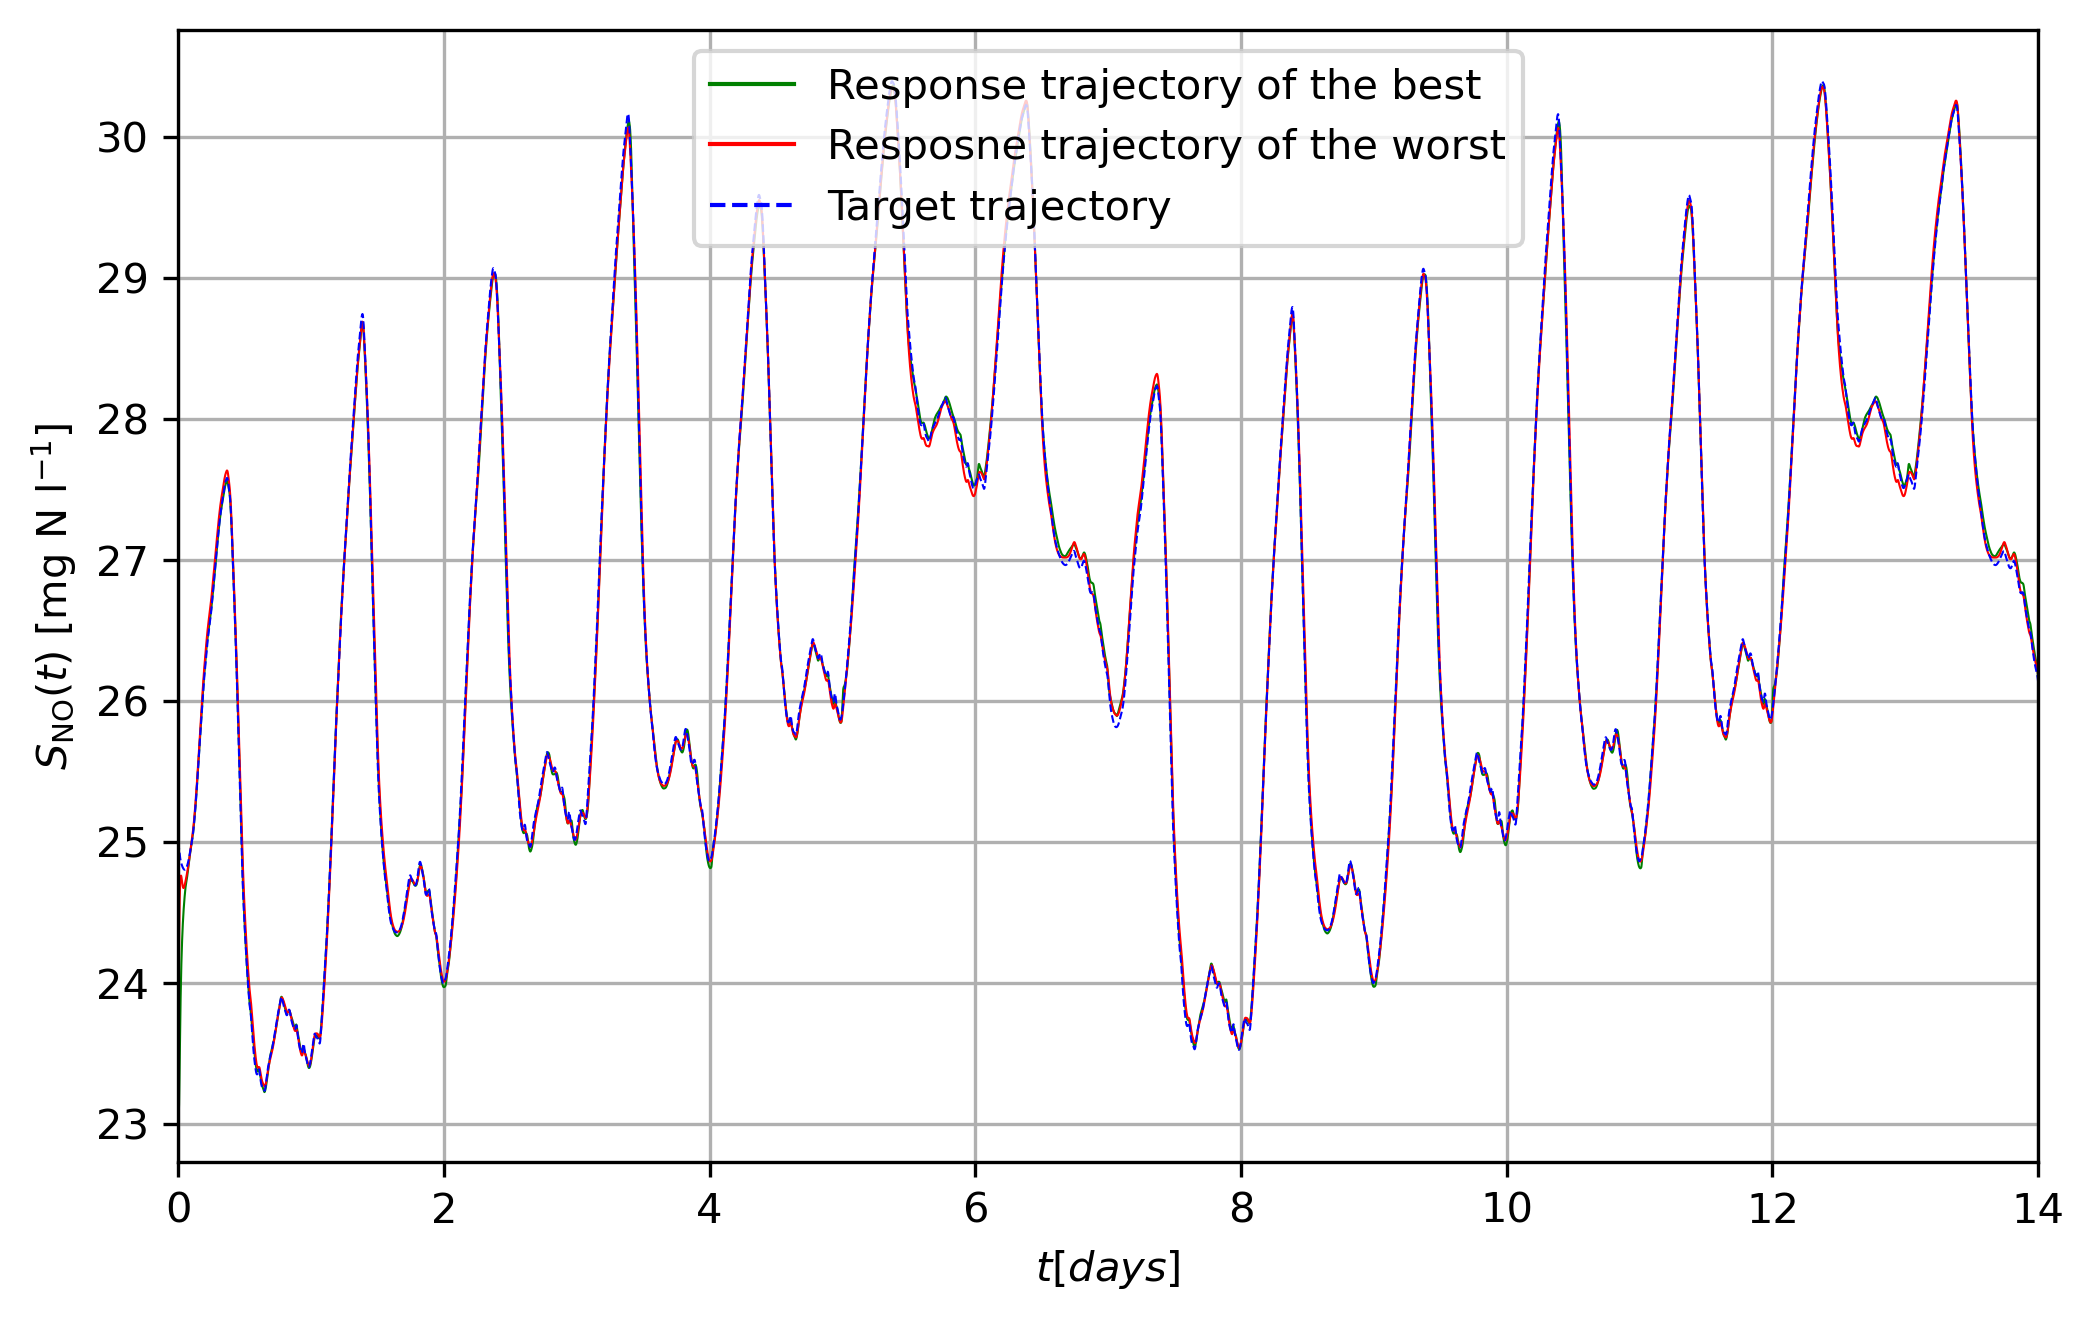 Response trajectory of the best
Resposne trajectory of the worst
Target trajectory
S_NO(t) [mg N l⁻¹]
30
29
28
27
26
25
24
23
0 2 4 6 8 10 12 14
t[days]